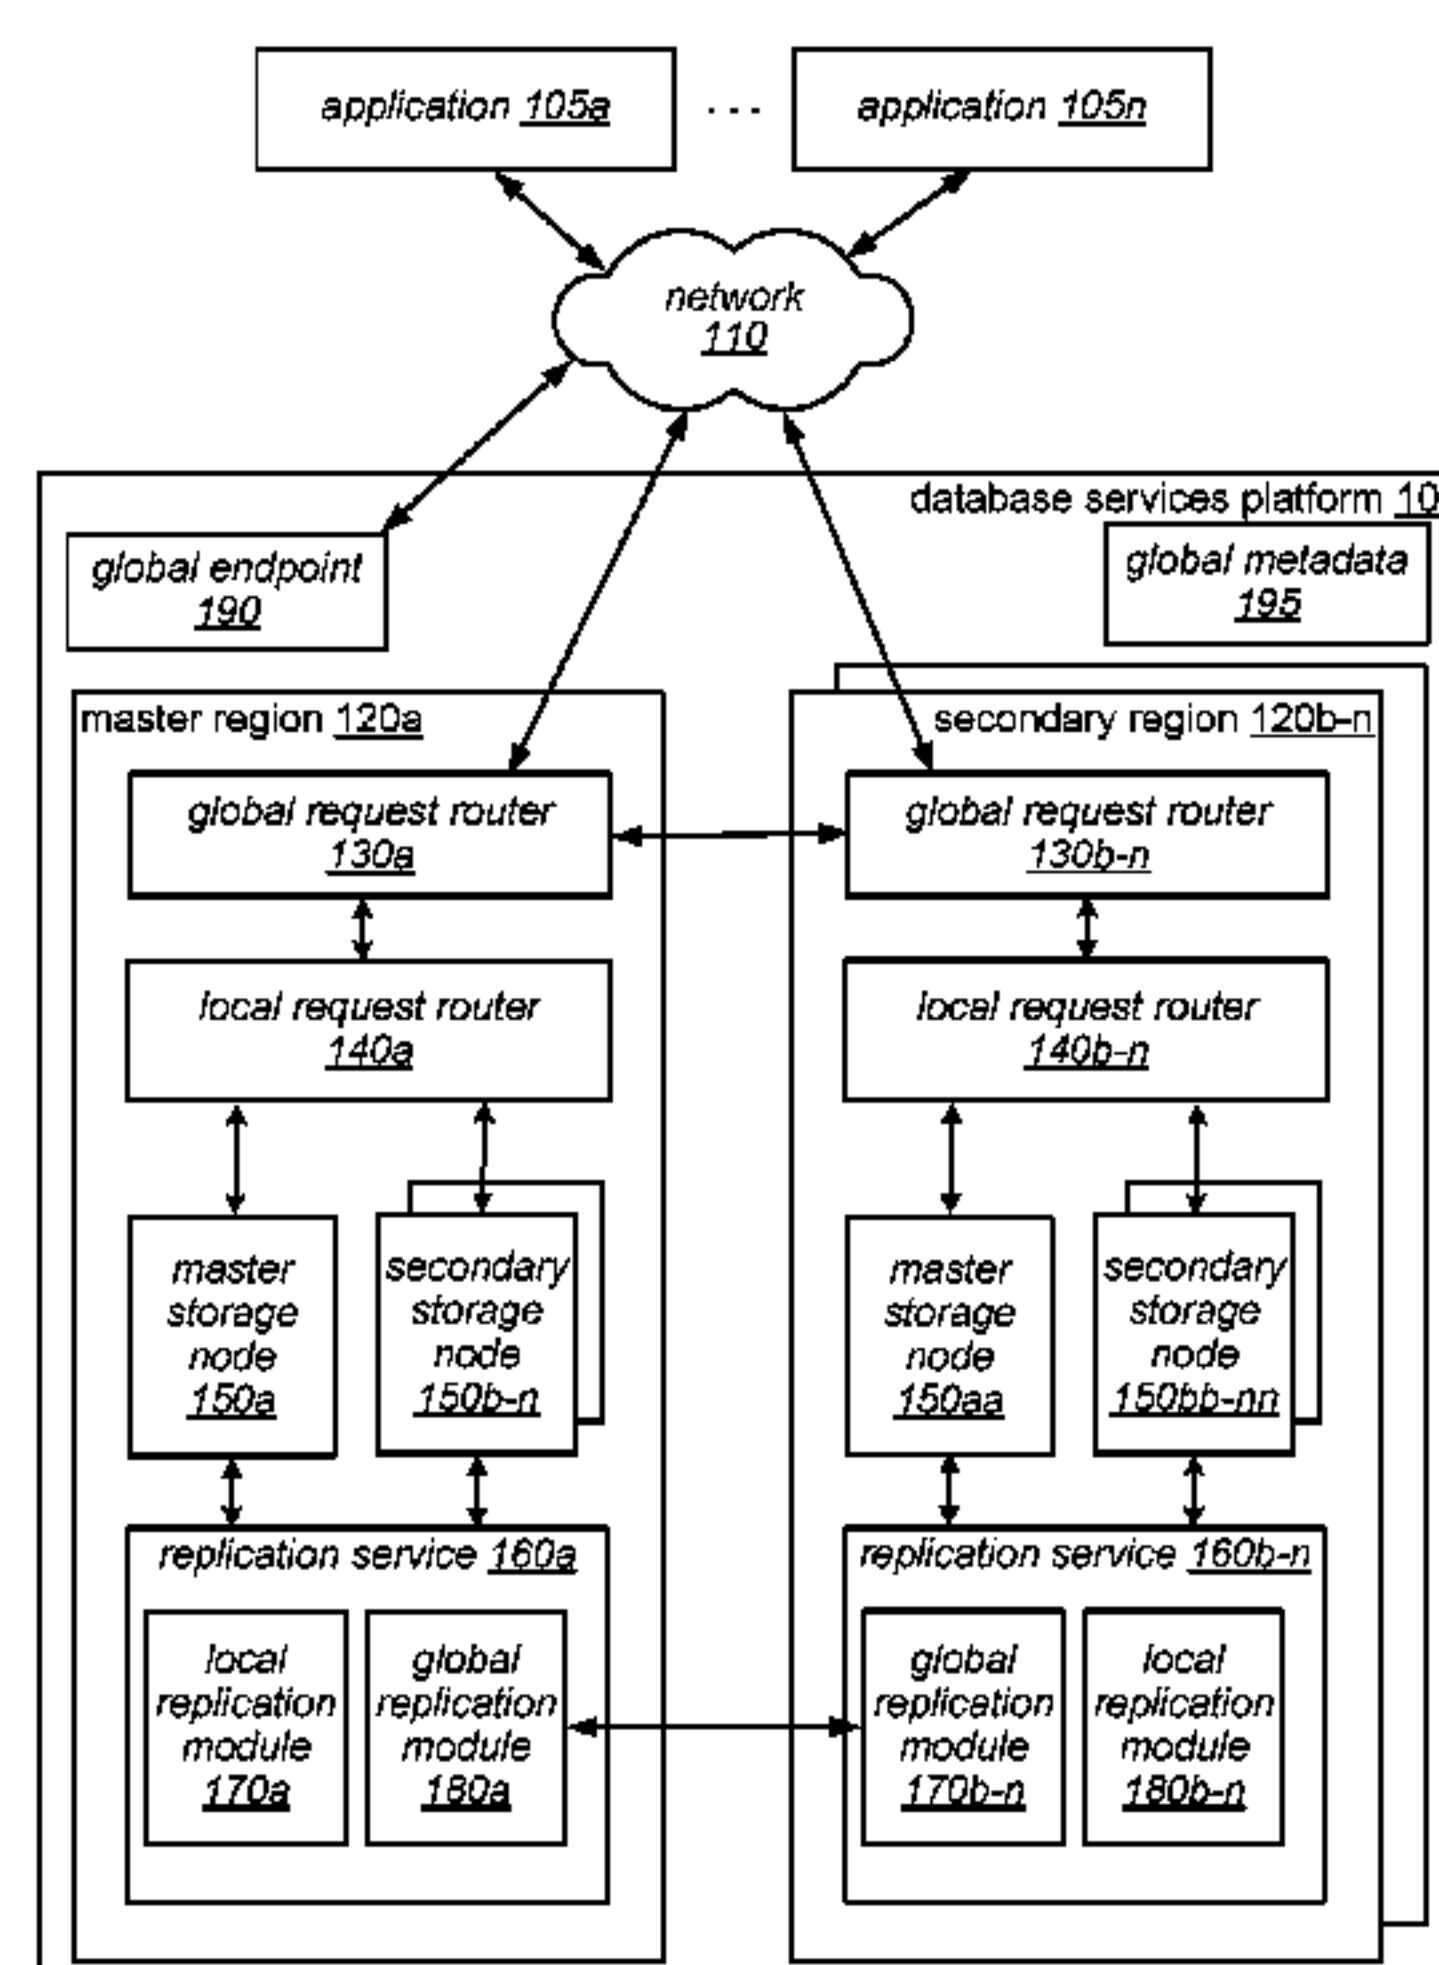 application 105a
. . .
application 105n
network
110
database services platform 10
global endpoint
190
global metadata
195
master region 120a
secondary region 120b-n
global request router
130a
global request router
130b-n
local request router
140a
local request router
140b-n
master
storage
node
150a
secondary
storage
node
150b-n
master
storage
node
150aa
secondary
storage
node
150bb-nn
replication service 160a
replication service 160b-n
local
replication
module
170a
global
replication
module
180a
global
replication
module
170b-n
local
replication
module
180b-n